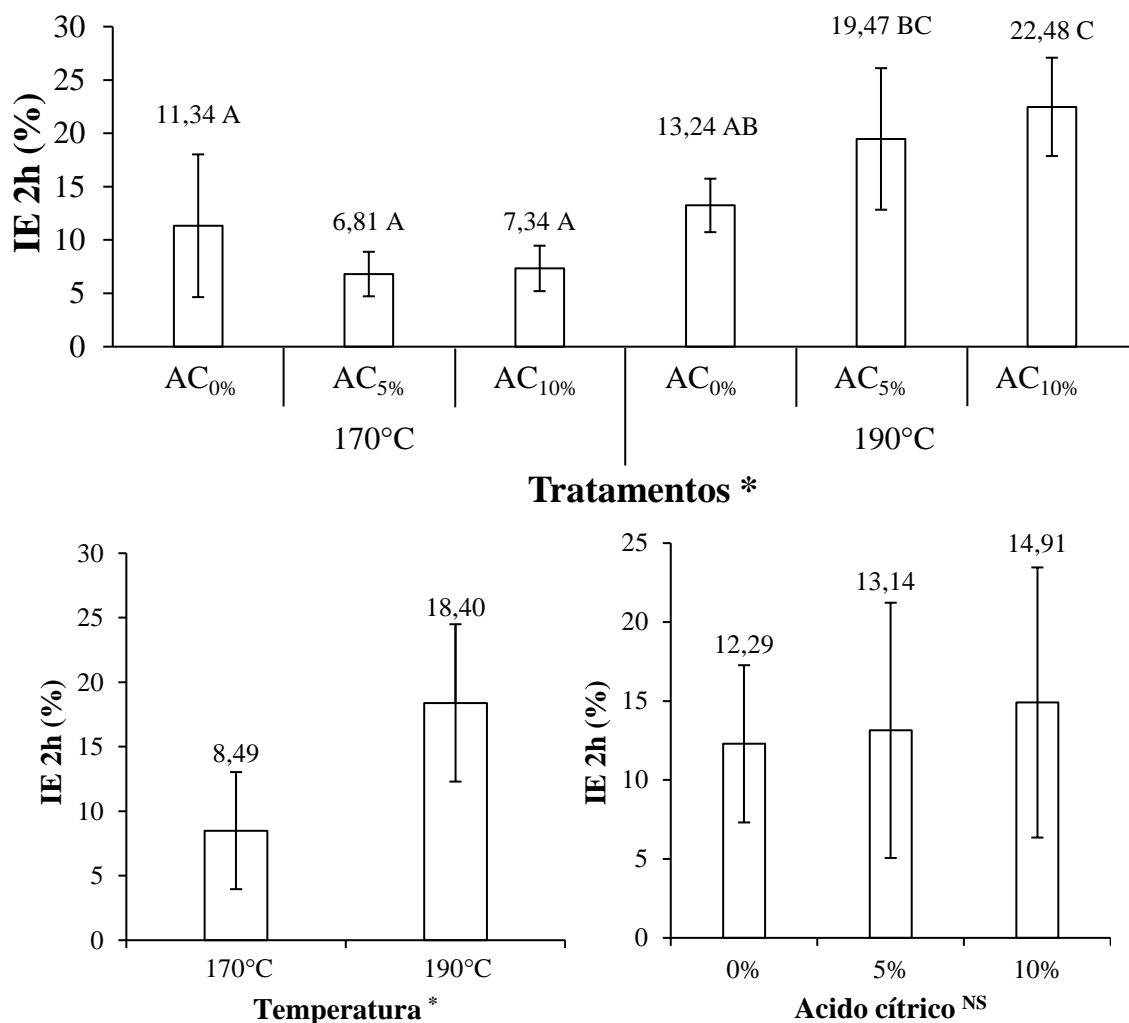 30
25
20
15
10
5
0
IE 2h (%)
11,34 A
6,81 A
7,34 A
13,24 AB
19,47 BC
22,48 C
AC0% AC5% AC10% AC0% AC5% AC10%
170°C 190°C
Tratamentos *
30
25
20
15
10
5
0
IE 2h (%)
8,49
18,40
170°C 190°C
Temperatura *
25
20
15
10
5
0
IE 2h (%)
12,29
13,14
14,91
0% 5% 10%
Acido cítrico NS